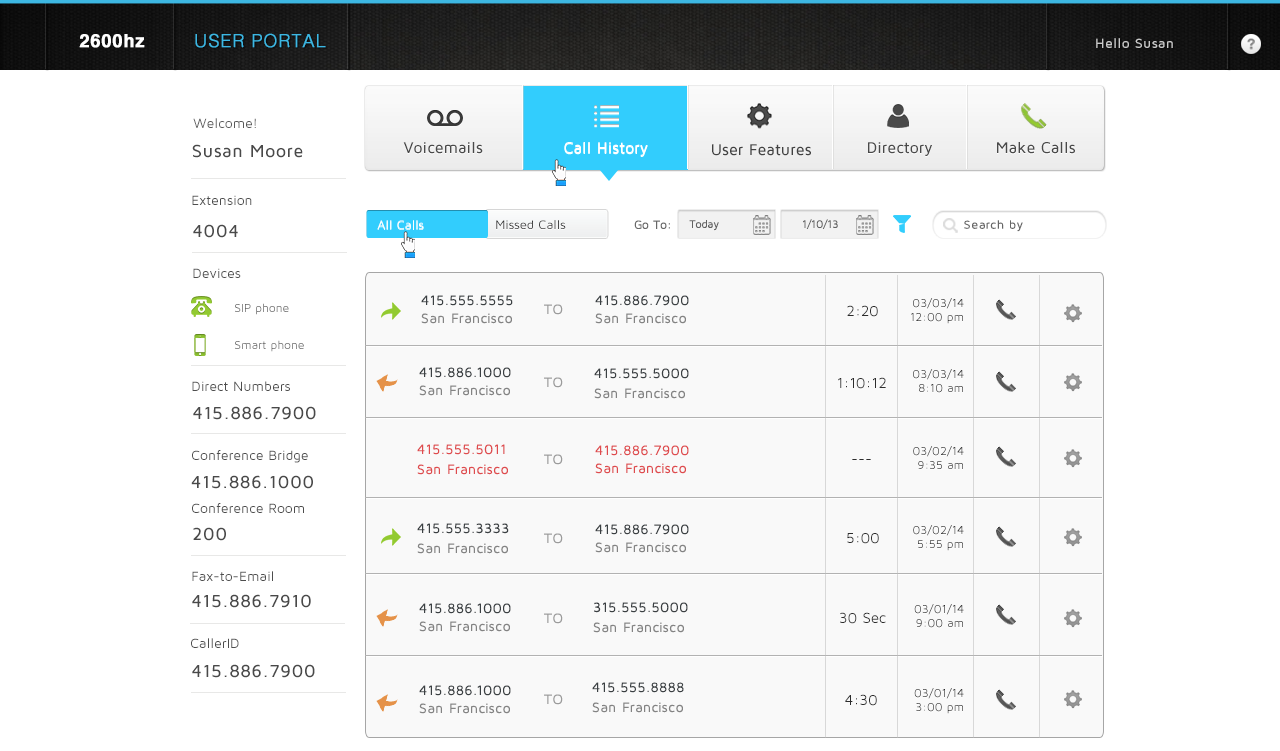 2600hz
USER PORTAL
Hello Susan
?
Voicemails
Call History
User Features
Directory
Make Calls
Welcome!
Susan Moore
Extension
4004
Devices
SIP phone
Smart phone
Direct Numbers
415.886.7900
Conference Bridge
415.886.1000
Conference Room
200
Fax-to-Email
415.886.7910
CallerID
415.886.7900
All Calls
Missed Calls
Go To:
Today
1/10/13
Search by
415.555.5555
San Francisco
TO
415.886.7900
San Francisco
2:20
03/03/14
12:00 pm
415.886.1000
San Francisco
TO
415.555.5000
San Francisco
1:10:12
03/03/14
8:10 am
415.555.5011
San Francisco
TO
415.886.7900
San Francisco
---
03/02/14
9:35 am
415.555.3333
San Francisco
TO
415.886.7900
San Francisco
5:00
03/02/14
5:55 pm
415.886.1000
San Francisco
TO
315.555.5000
San Francisco
30 Sec
03/01/14
9:00 am
415.886.1000
San Francisco
TO
415.555.8888
San Francisco
4:30
03/01/14
3:00 pm